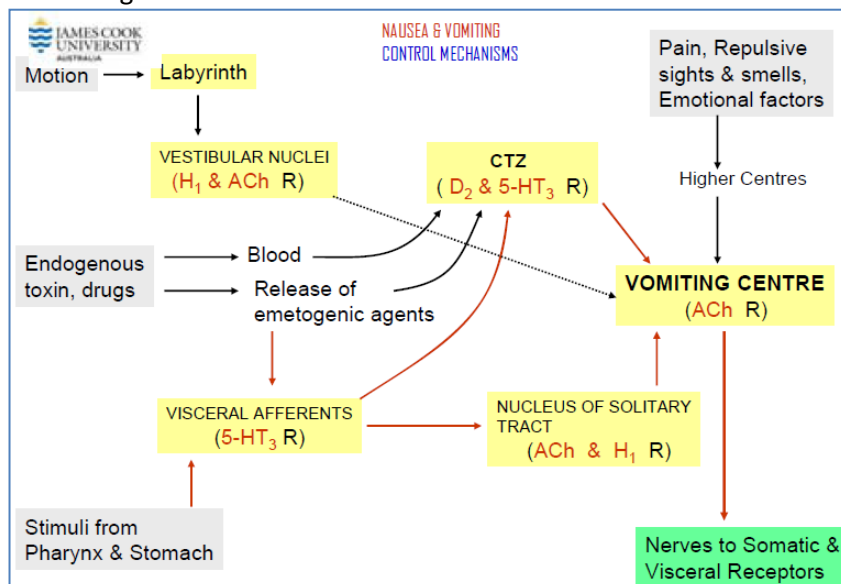 JAMES COOK
UNIVERSITY
AUSTRALIA
NAUSEA & VOMITING
CONTROL MECHANISMS
Motion
Labyrinth
Pain, Repulsive
sights & smells,
Emotional factors
VESTIBULAR NUCLEI
(H₁ & ACh R)
CTZ
( D₂ & 5-HT₃ R)
Higher Centres
Endogenous
toxin, drugs
Blood
Release of
emetogenic agents
VOMITING CENTRE
(ACh R)
VISCERAL AFFERENTS
(5-HT₃ R)
NUCLEUS OF SOLITARY
TRACT
(ACh & H₁ R)
Stimuli from
Pharynx & Stomach
Nerves to Somatic &
Visceral Receptors